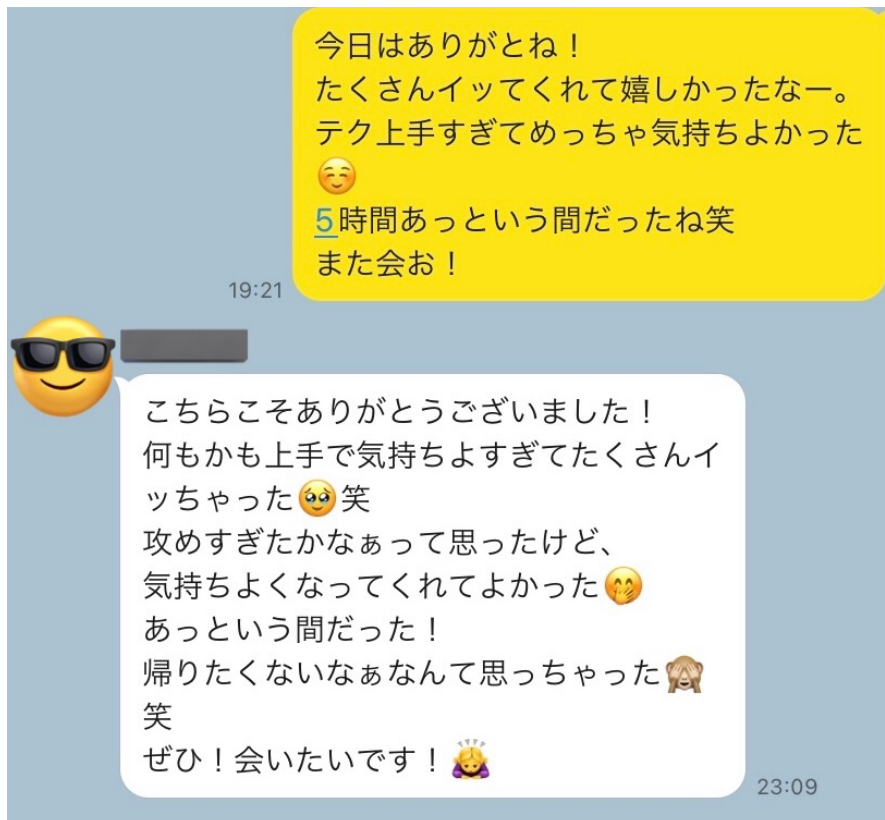 今日はありがとね！
たくさんイッてくれて嬉しかったなー。
テク上手すぎてめっちゃ気持ちよかった
☺️
5時間あっという間だったね笑
また会お！
19:21
こちらこそありがとうございました！
何もかも上手で気持ちよすぎてたくさんイ
ッちゃった🥹笑
攻めすぎたかなぁって思ったけど、
気持ちよくなってくれてよかった🤭
あっという間だった！
帰りたくないなぁなんて思っちゃった🙈
笑
ぜひ！会いたいです！🙇‍♀️
23:09